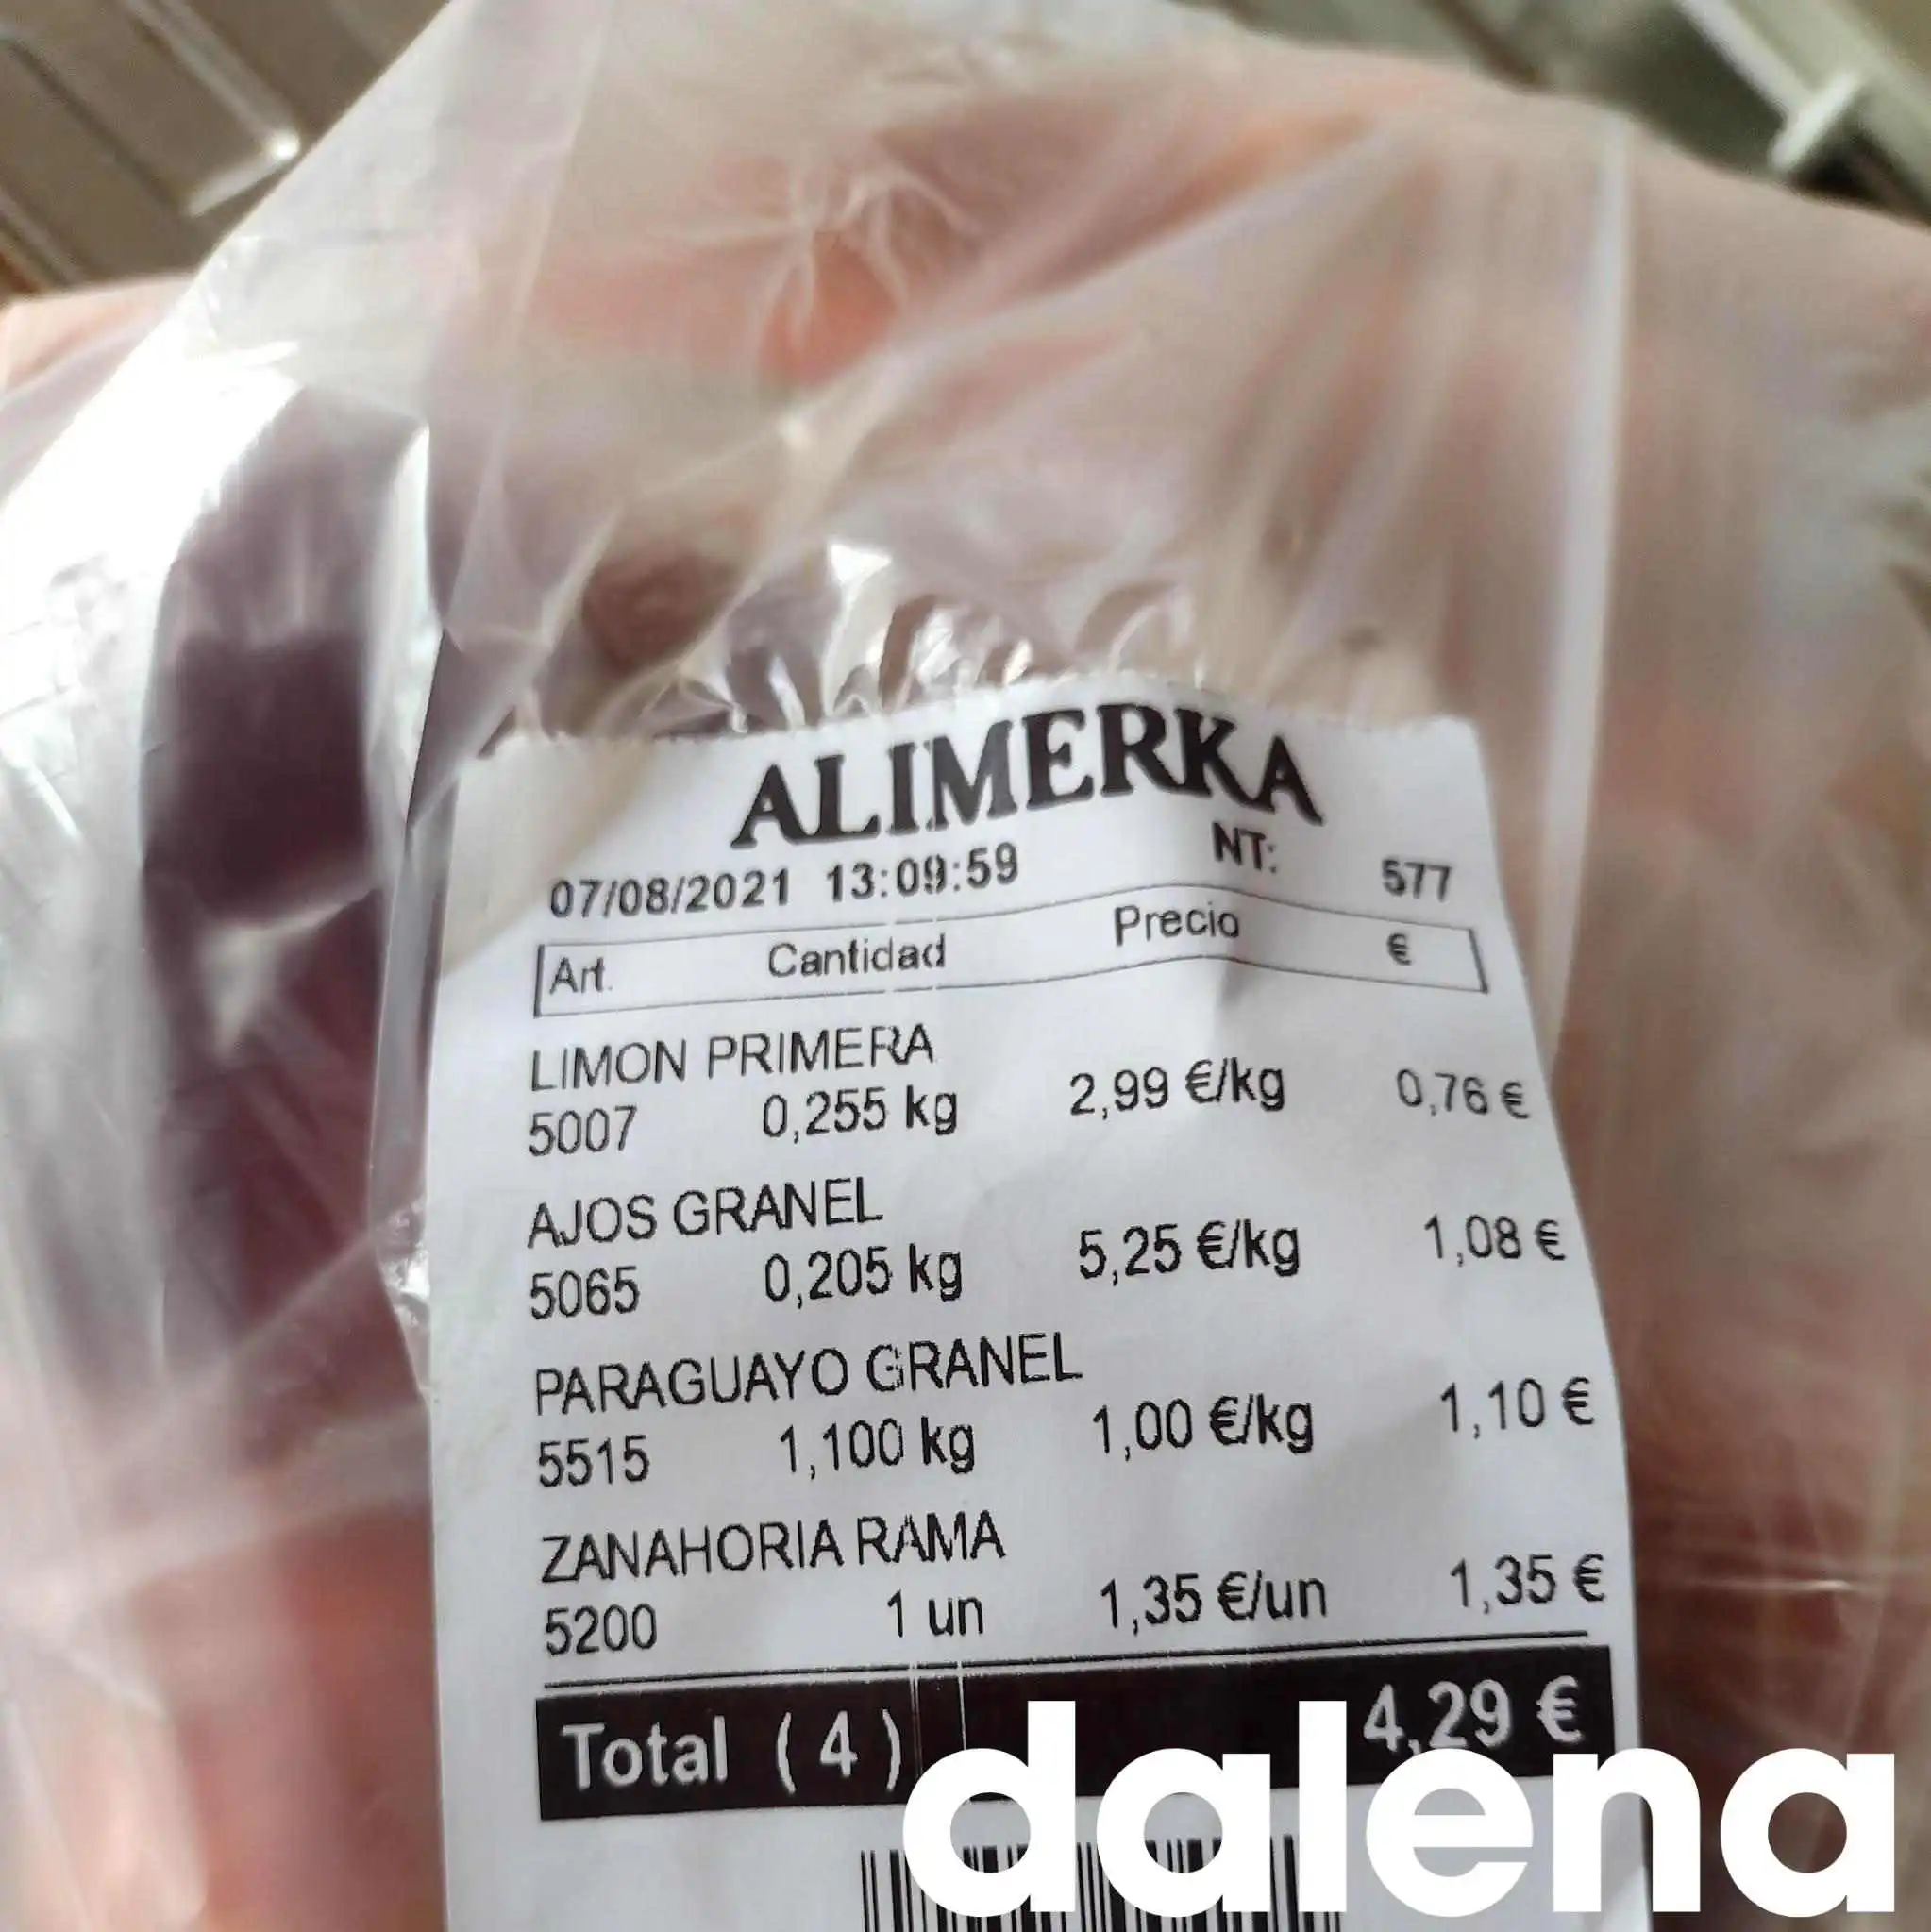 ALIMERKA
07/08/2021 13:09:59 NT: 577
Art. Cantidad Precio €
LIMON PRIMERA
5007 0,255 kg 2,99 €/kg 0,76 €
AJOS GRANEL
5065 0,205 kg 5,25 €/kg 1,08 €
PARAGUAYO GRANEL
5515 1,100 kg 1,00 €/kg 1,10 €
ZANAHORIA RAMA
5200 1 un 1,35 €/un 1,35 €
Total (4) 4,29 €
dalena